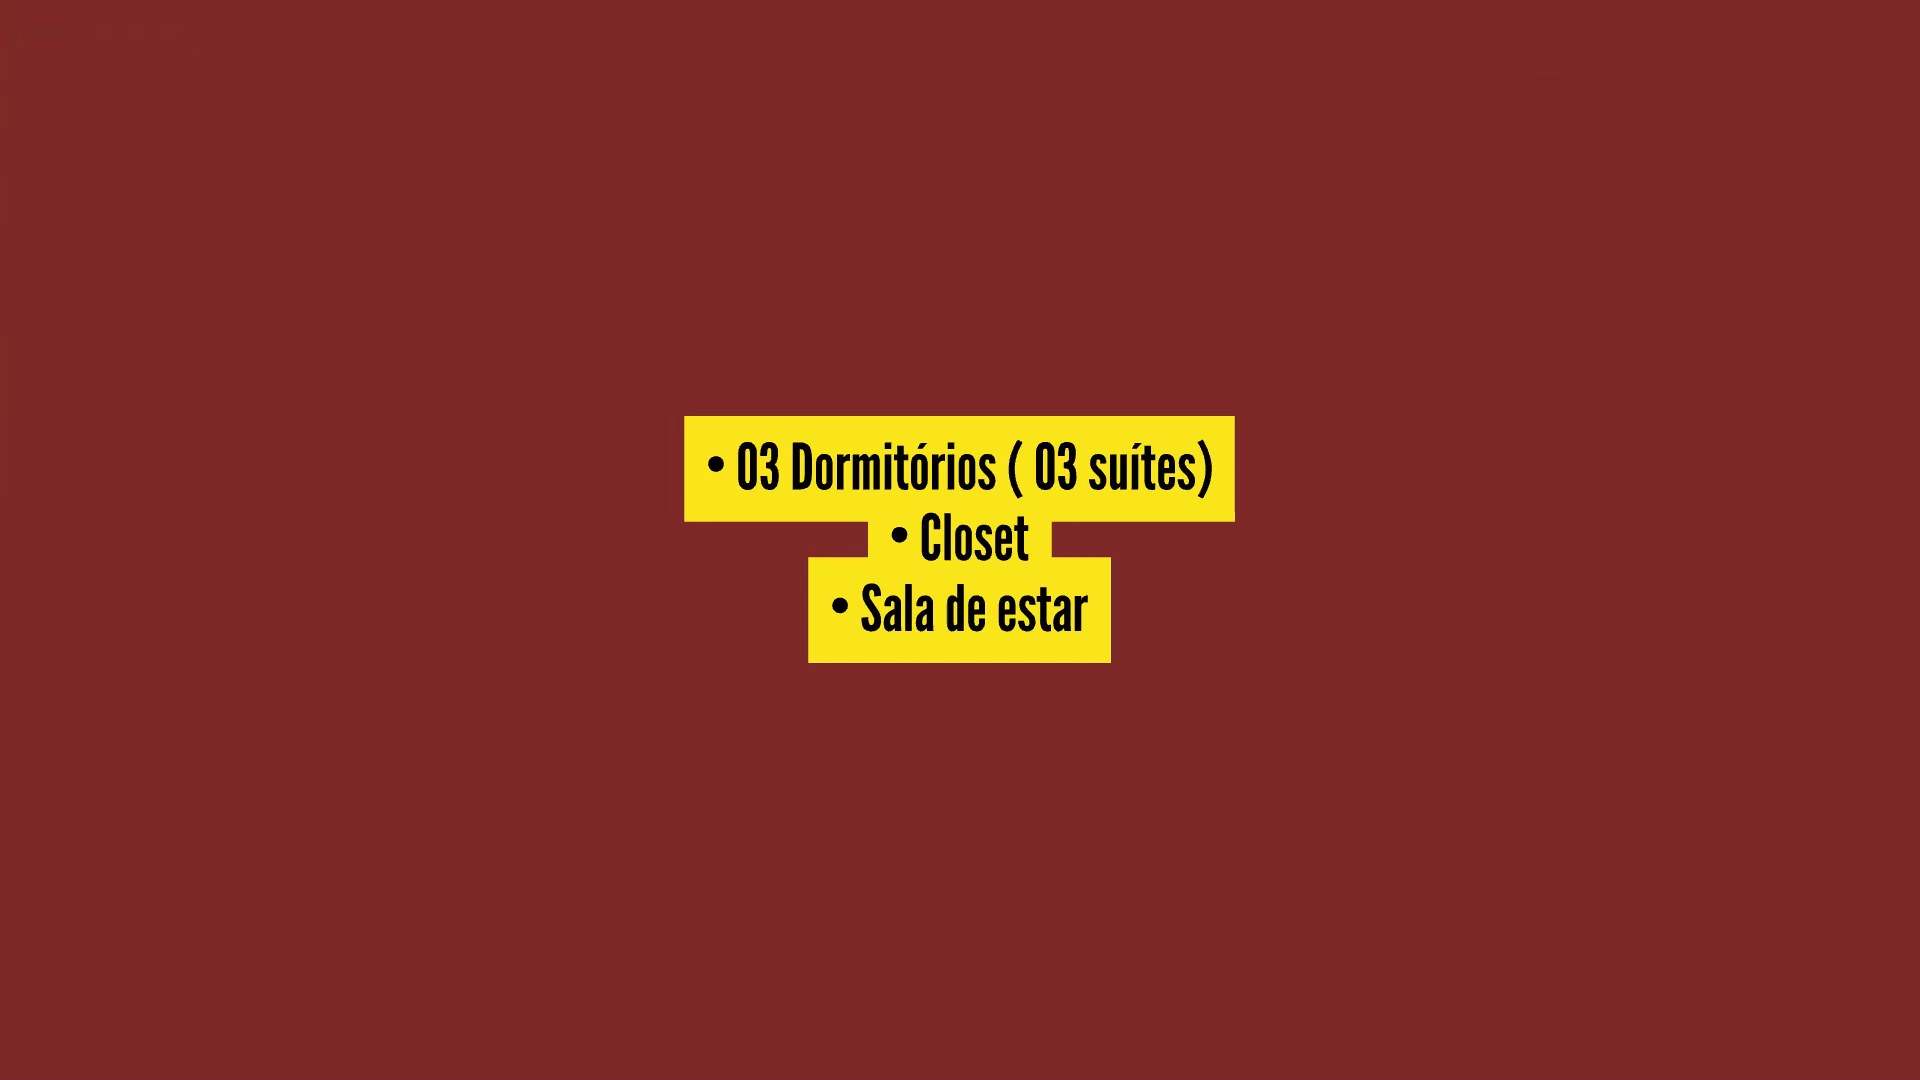 • 03 Dormitórios ( 03 suítes)
• Closet
• Sala de estar